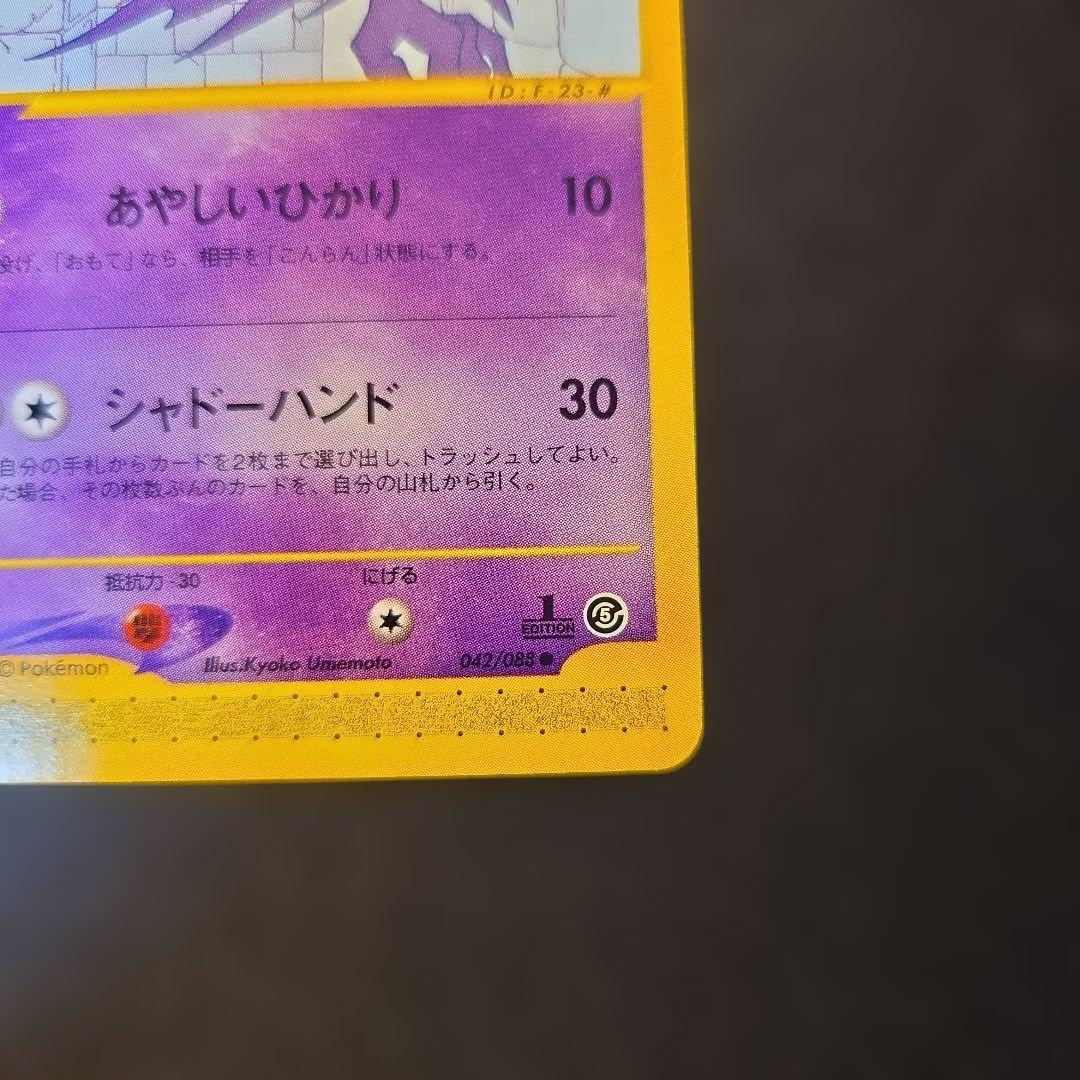 ID:F-23-#
あやしいひかり 10
投げ、「おもて」なら、相手を「こんらん」状態にする。
シャドーハンド 30
自分の手札からカードを2枚まで選び出し、トラッシュしてよい。
た場合、その枚数ぶんのカードを、自分の山札から引く。
抵抗力 -30 にげる
1 EDITION 5
© Pokémon Illus.Kyoko Umemoto 042/088 ●